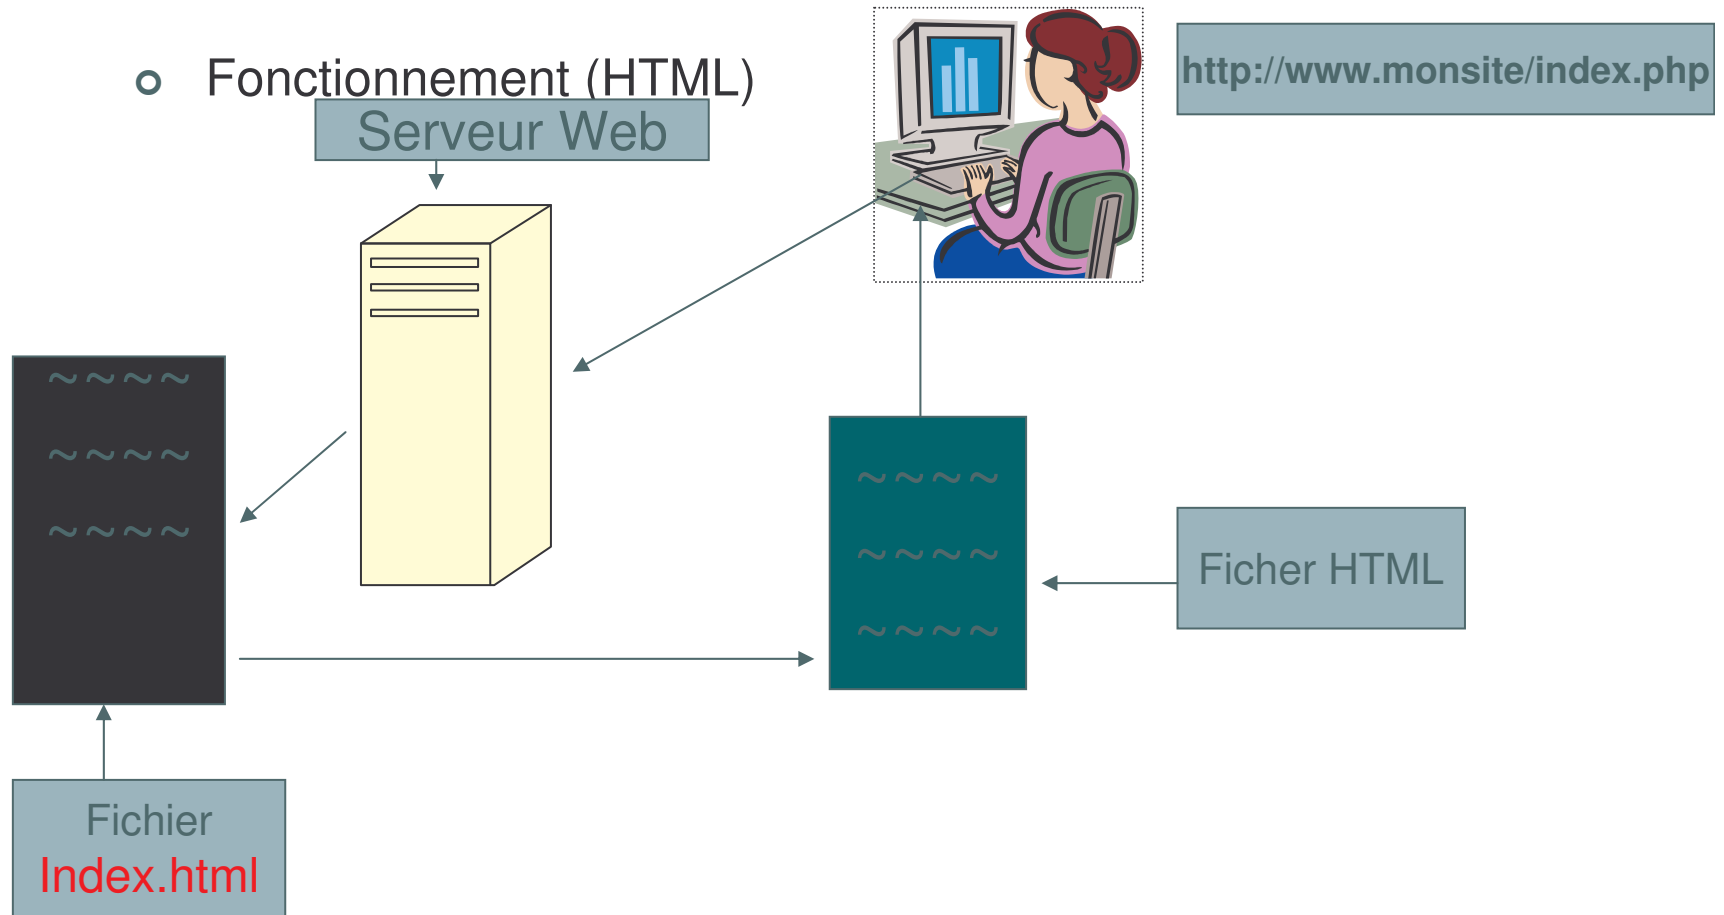 Fonctionnement (HTML)
http://www.monsite/index.php
Serveur Web
~~~~
~~~~
~~~~
~~~~
~~~~
~~~~
Ficher HTML
Fichier
Index.html